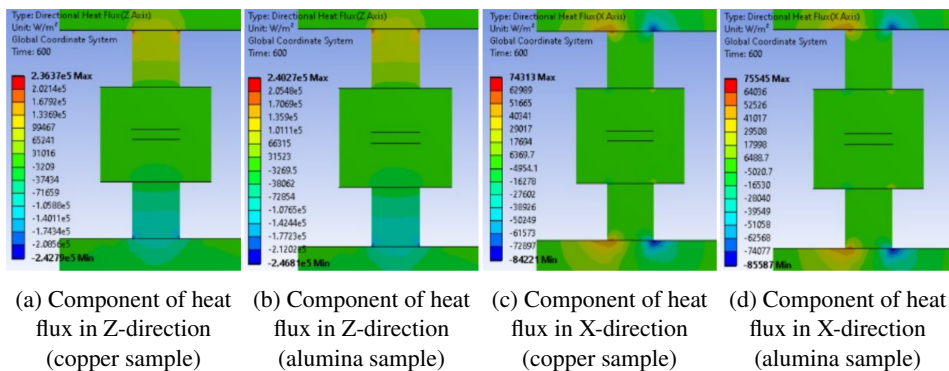 Type: Directional Heat Flux(Z Axis)
Unit: W/m²
Global Coordinate System
Time: 600
2.3637e5 Max
2.0214e5
1.6792e5
1.3369e5
99467
65241
31016
-3209
-37434
-71659
-1.0588e5
-1.4011e5
-1.7434e5
-2.0856e5
-2.4279e5 Min
Type: Directional Heat Flux(Z Axis)
Unit: W/m²
Global Coordinate System
Time: 600
2.4027e5 Max
2.0548e5
1.7069e5
1.359e5
1.0111e5
66315
31523
-3269.5
-38062
-72854
-1.0765e5
-1.4244e5
-1.7723e5
-2.1202e5
-2.4681e5 Min
Type: Directional Heat Flux(X Axis)
Unit: W/m²
Global Coordinate System
Time: 600
74313 Max
62989
51665
40341
29017
17694
6369.7
-4954.1
-16278
-27602
-38926
-50249
-61573
-72897
-84221 Min
Type: Directional Heat Flux(X Axis)
Unit: W/m²
Global Coordinate System
Time: 600
75545 Max
64036
52526
41017
29508
17998
6488.7
-5020.7
-16530
-28040
-39549
-51058
-62568
-74077
-85587 Min
(a) Component of heat
flux in Z-direction
(copper sample)
(b) Component of heat
flux in Z-direction
(alumina sample)
(c) Component of heat
flux in X-direction
(copper sample)
(d) Component of heat
flux in X-direction
(alumina sample)